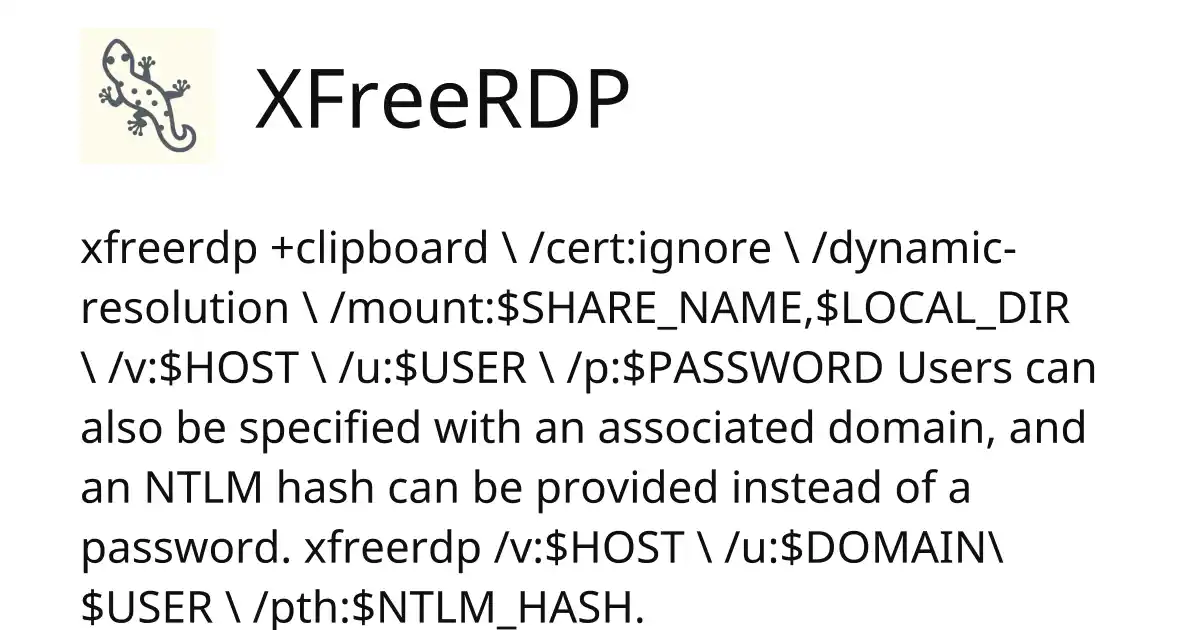 XFreeRDP
xfreerdp +clipboard \ /cert:ignore \ /dynamic-
resolution \ /mount:$SHARE_NAME,$LOCAL_DIR
\ /v:$HOST \ /u:$USER \ /p:$PASSWORD Users can
also be specified with an associated domain, and
an NTLM hash can be provided instead of a
password. xfreerdp /v:$HOST \ /u:$DOMAIN\
$USER \ /pth:$NTLM_HASH.